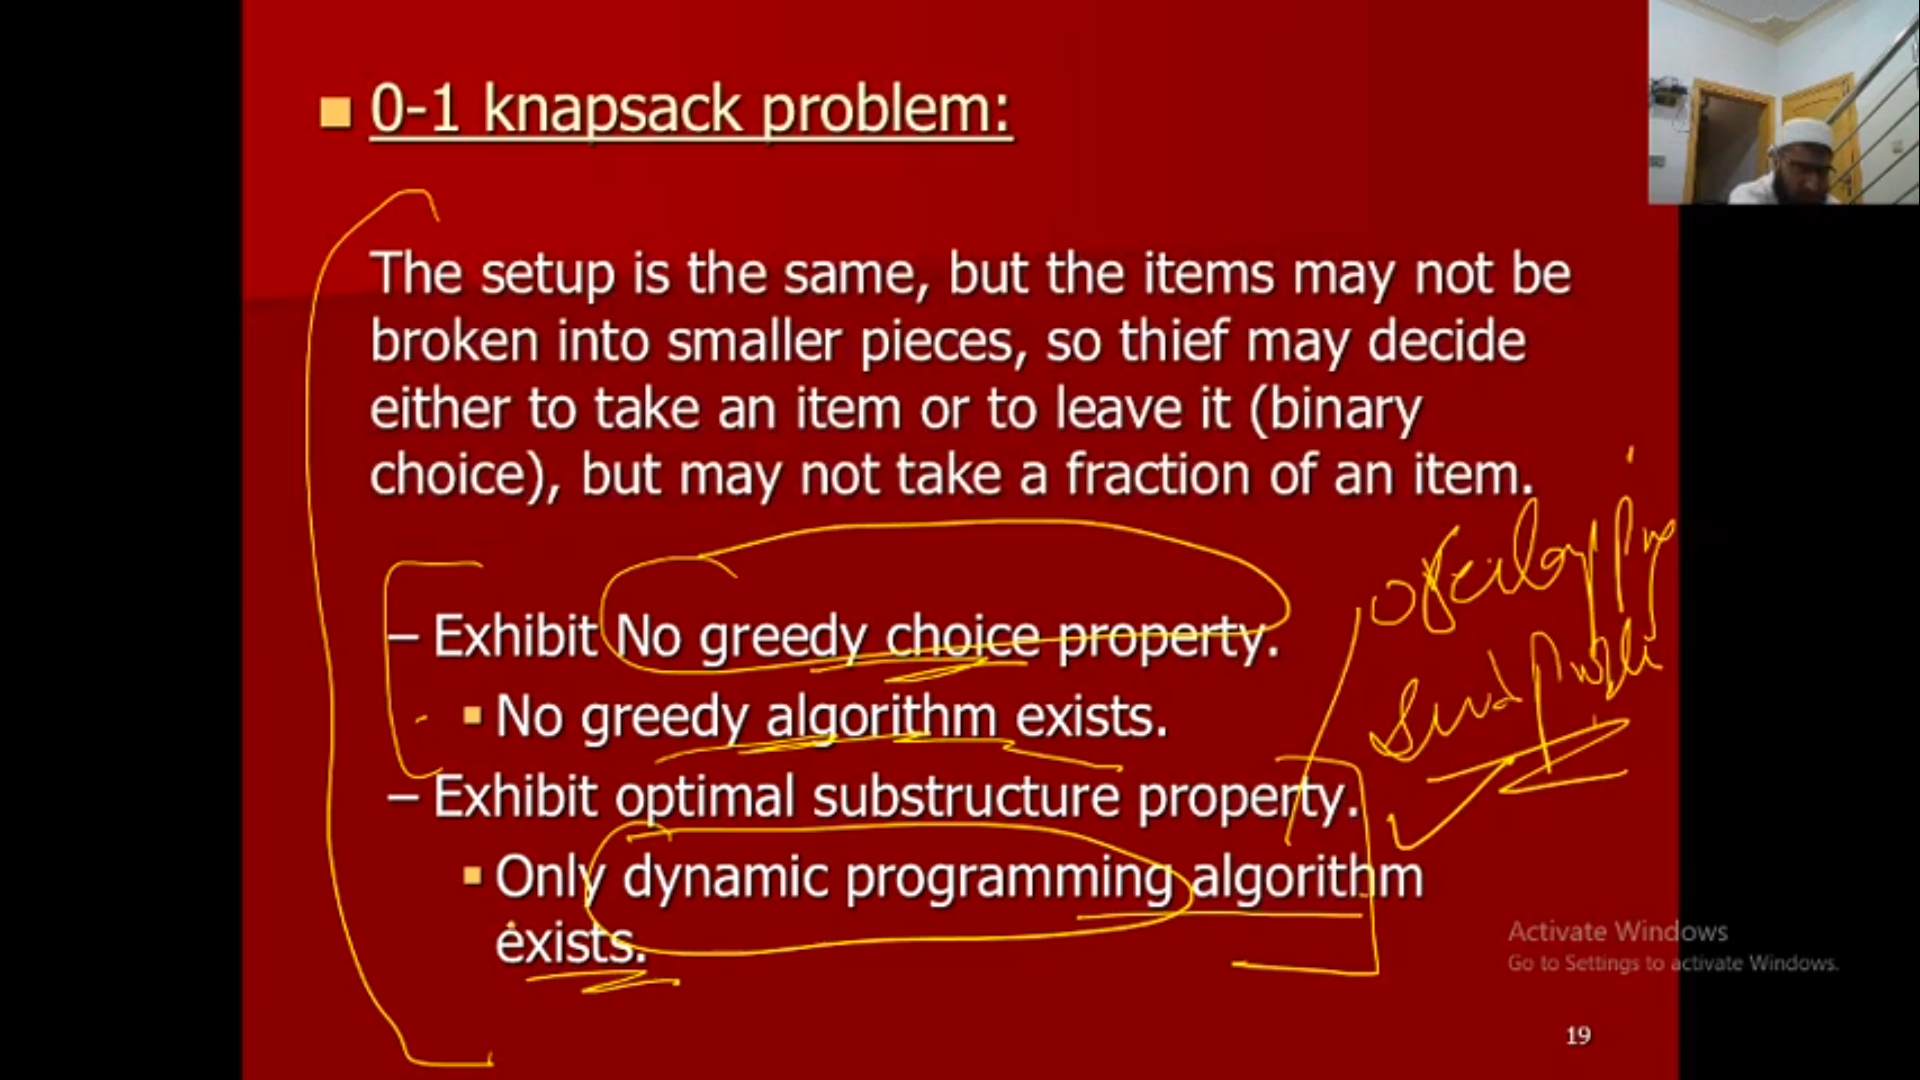 0-1 knapsack problem:
The setup is the same, but the items may not be
broken into smaller pieces, so thief may decide
either to take an item or to leave it (binary
choice), but may not take a fraction of an item.
– Exhibit No greedy choice property.
No greedy algorithm exists.
– Exhibit optimal substructure property.
Only dynamic programming algorithm
exists.
Activate Windows
Go to Settings to activate Windows.
19